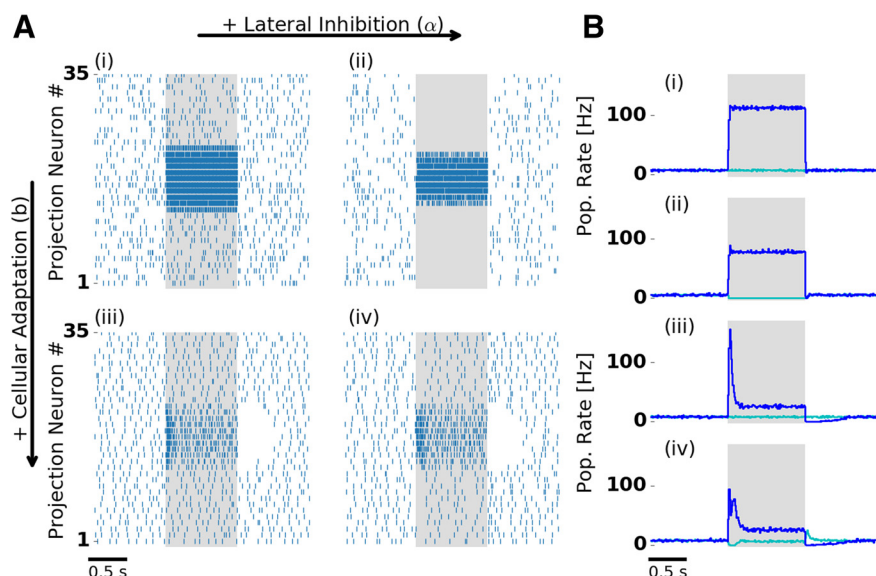 A
+ Lateral Inhibition (α)
B
(i)
(ii)
35
Projection Neuron #
1
+ Cellular Adaptation (b)
(iii)
(iv)
35
Projection Neuron #
1
0.5 s
(i)
100
0
Pop. Rate [Hz]
(ii)
100
0
(iii)
100
0
Pop. Rate [Hz]
(iv)
100
0
0.5 s